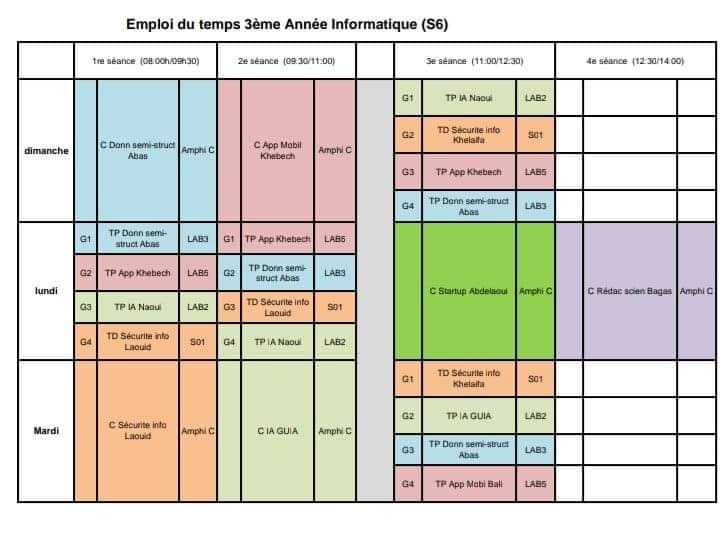 Emploi du temps 3ème Année Informatique (S6)
1re séance (08:00h/09h30) 2e séance (09:30/11:00) 3e séance (11:00/12:30) 4e séance (12:30/14:00)
dimanche
C Donn semi-struct
Abas
Amphi C
C App Mobil
Khebech
Amphi C
G1 TP IA Naoui LAB2
G2 TD Sécurite info
Khelaifa
S01
G3 TP App Khebech LAB5
G4 TP Donn semi-struct
Abas
LAB3
lundi
G1 TP Donn semi-
struct Abas
LAB3
G1 TP App Khebech LAB5
G2 TP App Khebech LAB5
G2 TP Donn semi-
struct Abas
LAB3
G3 TP IA Naoui LAB2
G3 TD Sécurite info
Laouid
S01
G4 TD Sécurite info
Laouid
S01
G4 TP IA Naoui LAB2
C Startup Abdelaoui Amphi C
C Rédac scien Bagas Amphi C
Mardi
C Sécurite info
Laouid
Amphi C
C IA GUIA Amphi C
G1 TD Sécurite info
Khelaifa
S01
G2 TP IA GUIA LAB2
G3 TP Donn semi-struct
Abas
LAB3
G4 TP App Mobi Bali LAB5